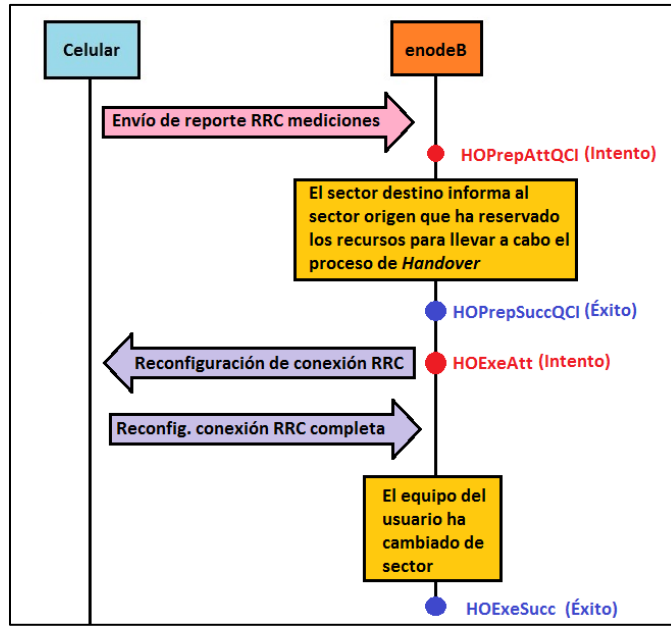 Celular
enodeB
Envío de reporte RRC mediciones
HOPrepAttQCI (Intento)
El sector destino informa al
sector origen que ha reservado
los recursos para llevar a cabo el
proceso de Handover
HOPrepSuccQCI (Éxito)
Reconfiguración de conexión RRC
HOExeAtt (Intento)
Reconfig. conexión RRC completa
El equipo del
usuario ha
cambiado de
sector
HOExeSucc (Éxito)